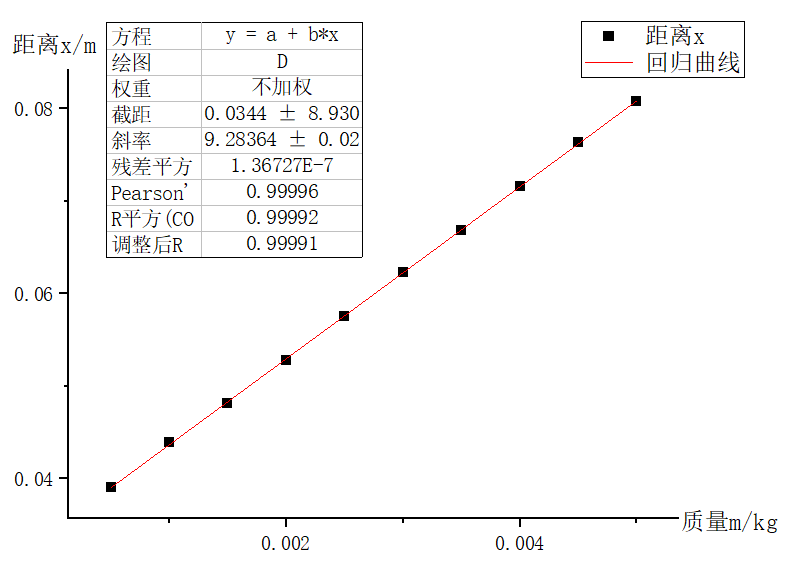 距离x/m
方程 y = a + b*x
绘图 D
权重 不加权
截距 0.0344 ± 8.930
斜率 9.28364 ± 0.02
残差平方 1.36727E-7
Pearson' 0.99996
R平方(CO 0.99992
调整后R 0.99991
距离x
回归曲线
0.08
0.06
0.04
0.002
0.004
质量m/kg